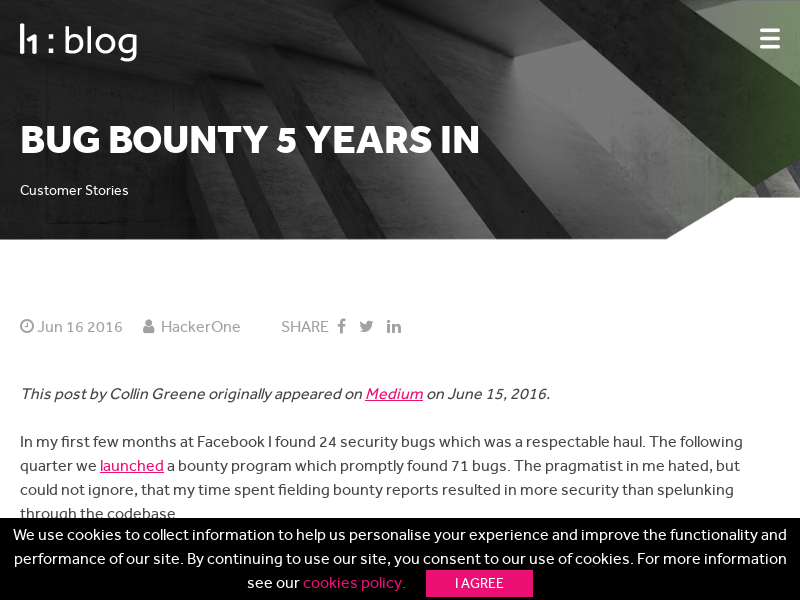 h1 : blog
BUG BOUNTY 5 YEARS IN
Customer Stories
Jun 16 2016 HackerOne SHARE
This post by Collin Greene originally appeared on Medium on June 15, 2016.
In my first few months at Facebook I found 24 security bugs which was a respectable haul. The following
quarter we launched a bounty program which promptly found 71 bugs. The pragmatist in me hated, but
could not ignore, that my time spent fielding bounty reports resulted in more security than spelunking
through the codebase
We use cookies to collect information to help us personalise your experience and improve the functionality and
performance of our site. By continuing to use our site, you consent to our use of cookies. For more information
see our cookies policy. I AGREE